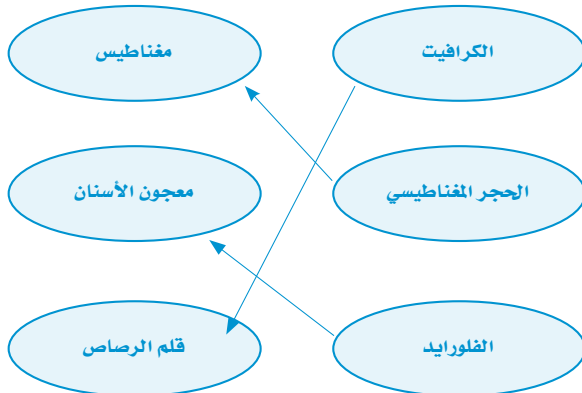 الكرافيت
مغناطيس
الحجر المغناطيسي
معجون الأسنان
الفلورايد
قلم الرصاص